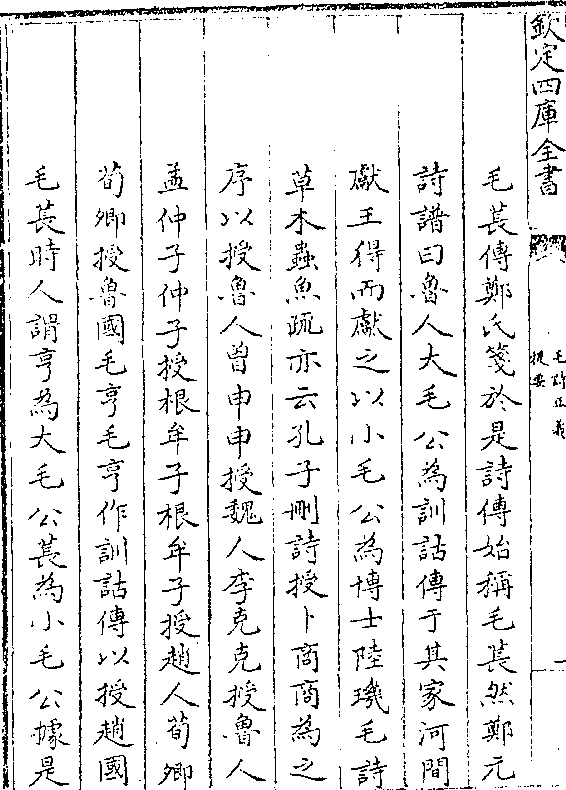 欽定四庫全書
毛詩正義
提要
一
毛萇傳鄭氏箋於是詩傳始稱毛萇然鄭元
詩譜曰魯人大毛公為訓詁傳于其家河間
獻王得而獻之以小毛公為博士陸璣毛詩
草木蟲魚疏亦云孔子刪詩授卜商商為之
序以授魯人曾申申授魏人李克克授魯人
孟仲子仲子授根牟子根牟子授趙人荀卿
荀卿授魯國毛亨毛亨作訓詁傳以授趙國
毛萇時人謂亨為大毛公萇為小毛公據是